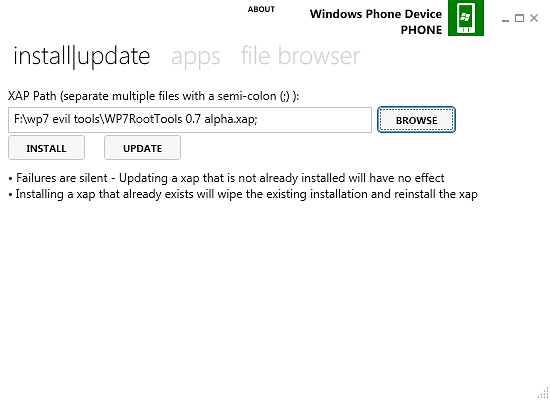 ABOUT
Windows Phone Device
PHONE
install|update apps file browser
XAP Path (separate multiple files with a semi-colon (;) ):
F:\wp7 evil tools\WP7RootTools 0.7 alpha.xap;
BROWSE
INSTALL UPDATE
• Failures are silent - Updating a xap that is not already installed will have no effect
• Installing a xap that already exists will wipe the existing installation and reinstall the xap